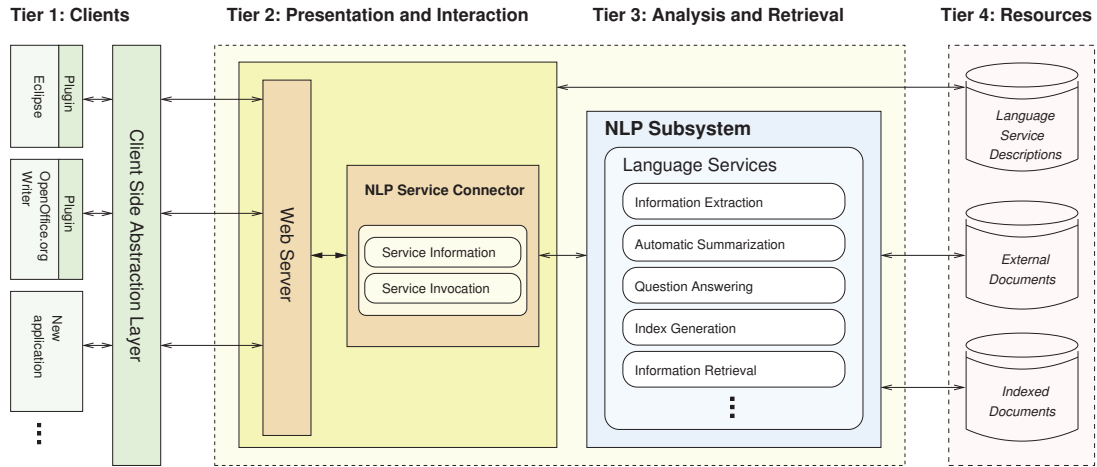 Tier 1: Clients
Tier 2: Presentation and Interaction
Tier 3: Analysis and Retrieval
Tier 4: Resources
Eclipse
Plugin
OpenOffice.org
Writer
Plugin
New
application
...
Client Side Abstraction Layer
Web Server
NLP Service Connector
Service Information
Service Invocation
NLP Subsystem
Language Services
Information Extraction
Automatic Summarization
Question Answering
Index Generation
Information Retrieval
...
Language
Service
Descriptions
External
Documents
Indexed
Documents